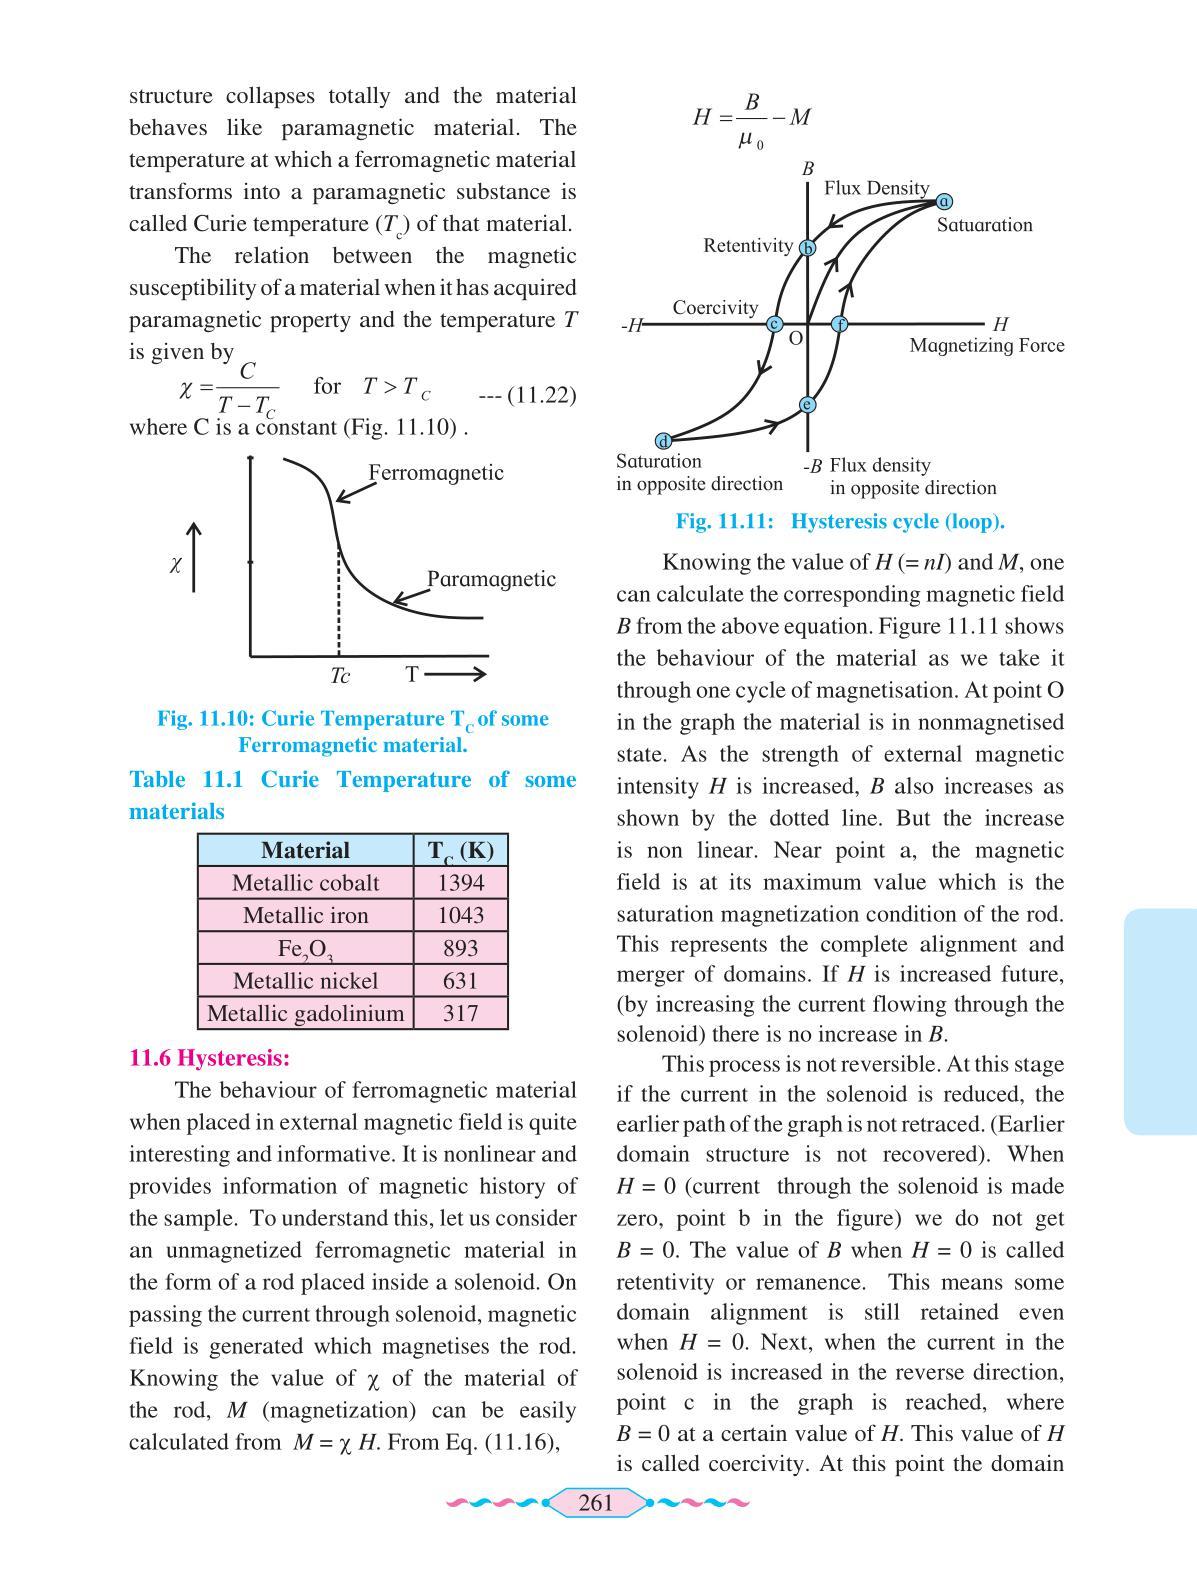 structure collapses totally and the material
behaves like paramagnetic material. The
temperature at which a ferromagnetic material
transforms into a paramagnetic substance is
called Curie temperature (T_c) of that material.
The relation between the magnetic
susceptibility of a material when it has acquired
paramagnetic property and the temperature T
is given by
χ = C / (T − T_C) for T > T_C --- (11.22)
where C is a constant (Fig. 11.10) .
Ferromagnetic
χ
Paramagnetic
Tc T
Fig. 11.10: Curie Temperature T_C of some
Ferromagnetic material.
Table 11.1 Curie Temperature of some
materials
Material T_C (K)
Metallic cobalt 1394
Metallic iron 1043
Fe₂O₃ 893
Metallic nickel 631
Metallic gadolinium 317
11.6 Hysteresis:
The behaviour of ferromagnetic material
when placed in external magnetic field is quite
interesting and informative. It is nonlinear and
provides information of magnetic history of
the sample. To understand this, let us consider
an unmagnetized ferromagnetic material in
the form of a rod placed inside a solenoid. On
passing the current through solenoid, magnetic
field is generated which magnetises the rod.
Knowing the value of χ of the material of
the rod, M (magnetization) can be easily
calculated from M = χ H. From Eq. (11.16),
H = B / μ₀ − M
B
Flux Density
a
Satuaration
Retentivity b
Coercivity
-H c O f H
Magnetizing Force
e
d
Saturation
in opposite direction
-B Flux density
in opposite direction
Fig. 11.11: Hysteresis cycle (loop).
Knowing the value of H (= nI) and M, one
can calculate the corresponding magnetic field
B from the above equation. Figure 11.11 shows
the behaviour of the material as we take it
through one cycle of magnetisation. At point O
in the graph the material is in nonmagnetised
state. As the strength of external magnetic
intensity H is increased, B also increases as
shown by the dotted line. But the increase
is non linear. Near point a, the magnetic
field is at its maximum value which is the
saturation magnetization condition of the rod.
This represents the complete alignment and
merger of domains. If H is increased future,
(by increasing the current flowing through the
solenoid) there is no increase in B.
This process is not reversible. At this stage
if the current in the solenoid is reduced, the
earlier path of the graph is not retraced. (Earlier
domain structure is not recovered). When
H = 0 (current through the solenoid is made
zero, point b in the figure) we do not get
B = 0. The value of B when H = 0 is called
retentivity or remanence. This means some
domain alignment is still retained even
when H = 0. Next, when the current in the
solenoid is increased in the reverse direction,
point c in the graph is reached, where
B = 0 at a certain value of H. This value of H
is called coercivity. At this point the domain
261